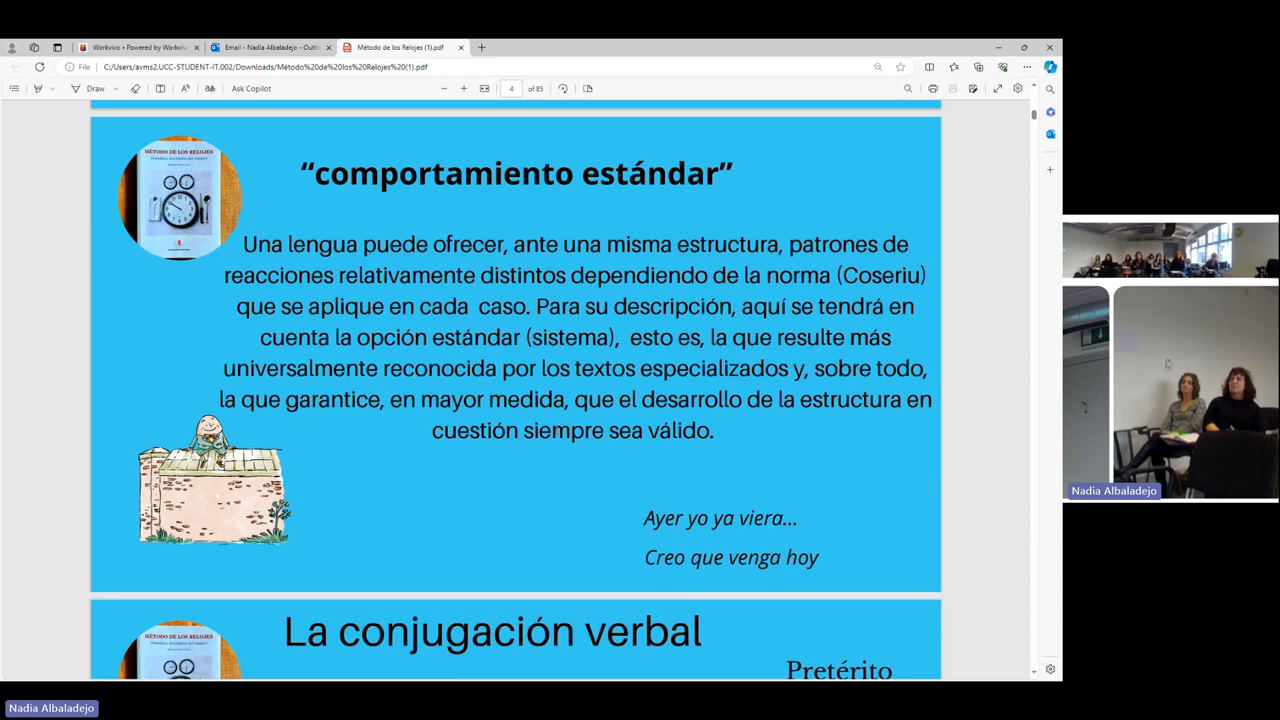 Workvivo • Powered by Workviv
Email - Nadia Albaladejo - Outlo
Método de los Relojes (1).pdf
File
C:/Users/avms2.UCC-STUDENT-IT.002/Downloads/Método%20de%20los%20Relojes%20(1).pdf
Draw
Ask Copilot
4
of 85
MÉTODO DE LOS RELOJES
“comportamiento estándar”
Una lengua puede ofrecer, ante una misma estructura, patrones de
reacciones relativamente distintos dependiendo de la norma (Coseriu)
que se aplique en cada caso. Para su descripción, aquí se tendrá en
cuenta la opción estándar (sistema), esto es, la que resulte más
universalmente reconocida por los textos especializados y, sobre todo,
la que garantice, en mayor medida, que el desarrollo de la estructura en
cuestión siempre sea válido.
Ayer yo ya viera...
Creo que venga hoy
MÉTODO DE LOS RELOJES
La conjugación verbal
Pretérito
Nadia Albaladejo
Nadia Albaladejo